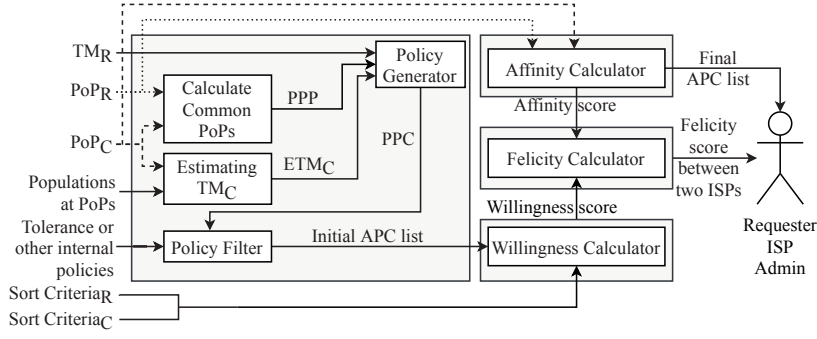 TMR
PoPR
PoPC
Populations
at PoPs
Tolerance or
other internal
policies
Sort CriteriaR
Sort CriteriaC
Calculate
Common
PoPs
Estimating
TMC
Policy Filter
PPP
ETMC
Policy
Generator
PPC
Initial APC list
Affinity Calculator
Affinity score
Felicity Calculator
Willingness score
Willingness Calculator
Final
APC list
Felicity
score
between
two ISPs
Requester
ISP
Admin